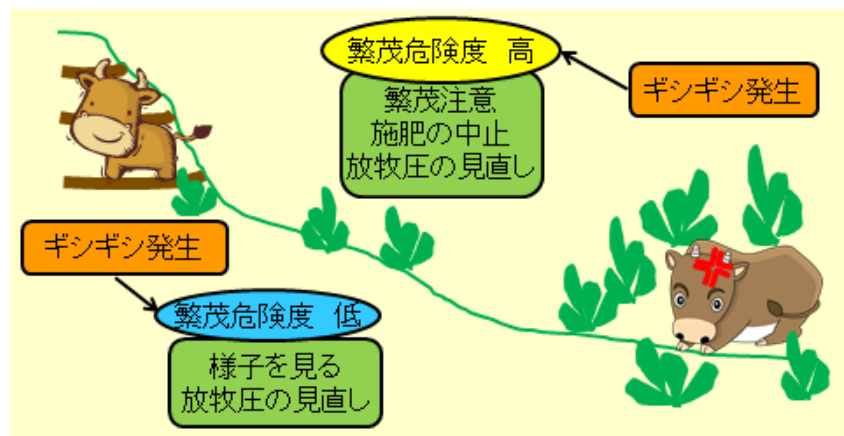 繁茂危険度 高
ギシギシ発生
繁茂注意
施肥の中止
放牧圧の見直し
ギシギシ発生
繁茂危険度 低
様子を見る
放牧圧の見直し